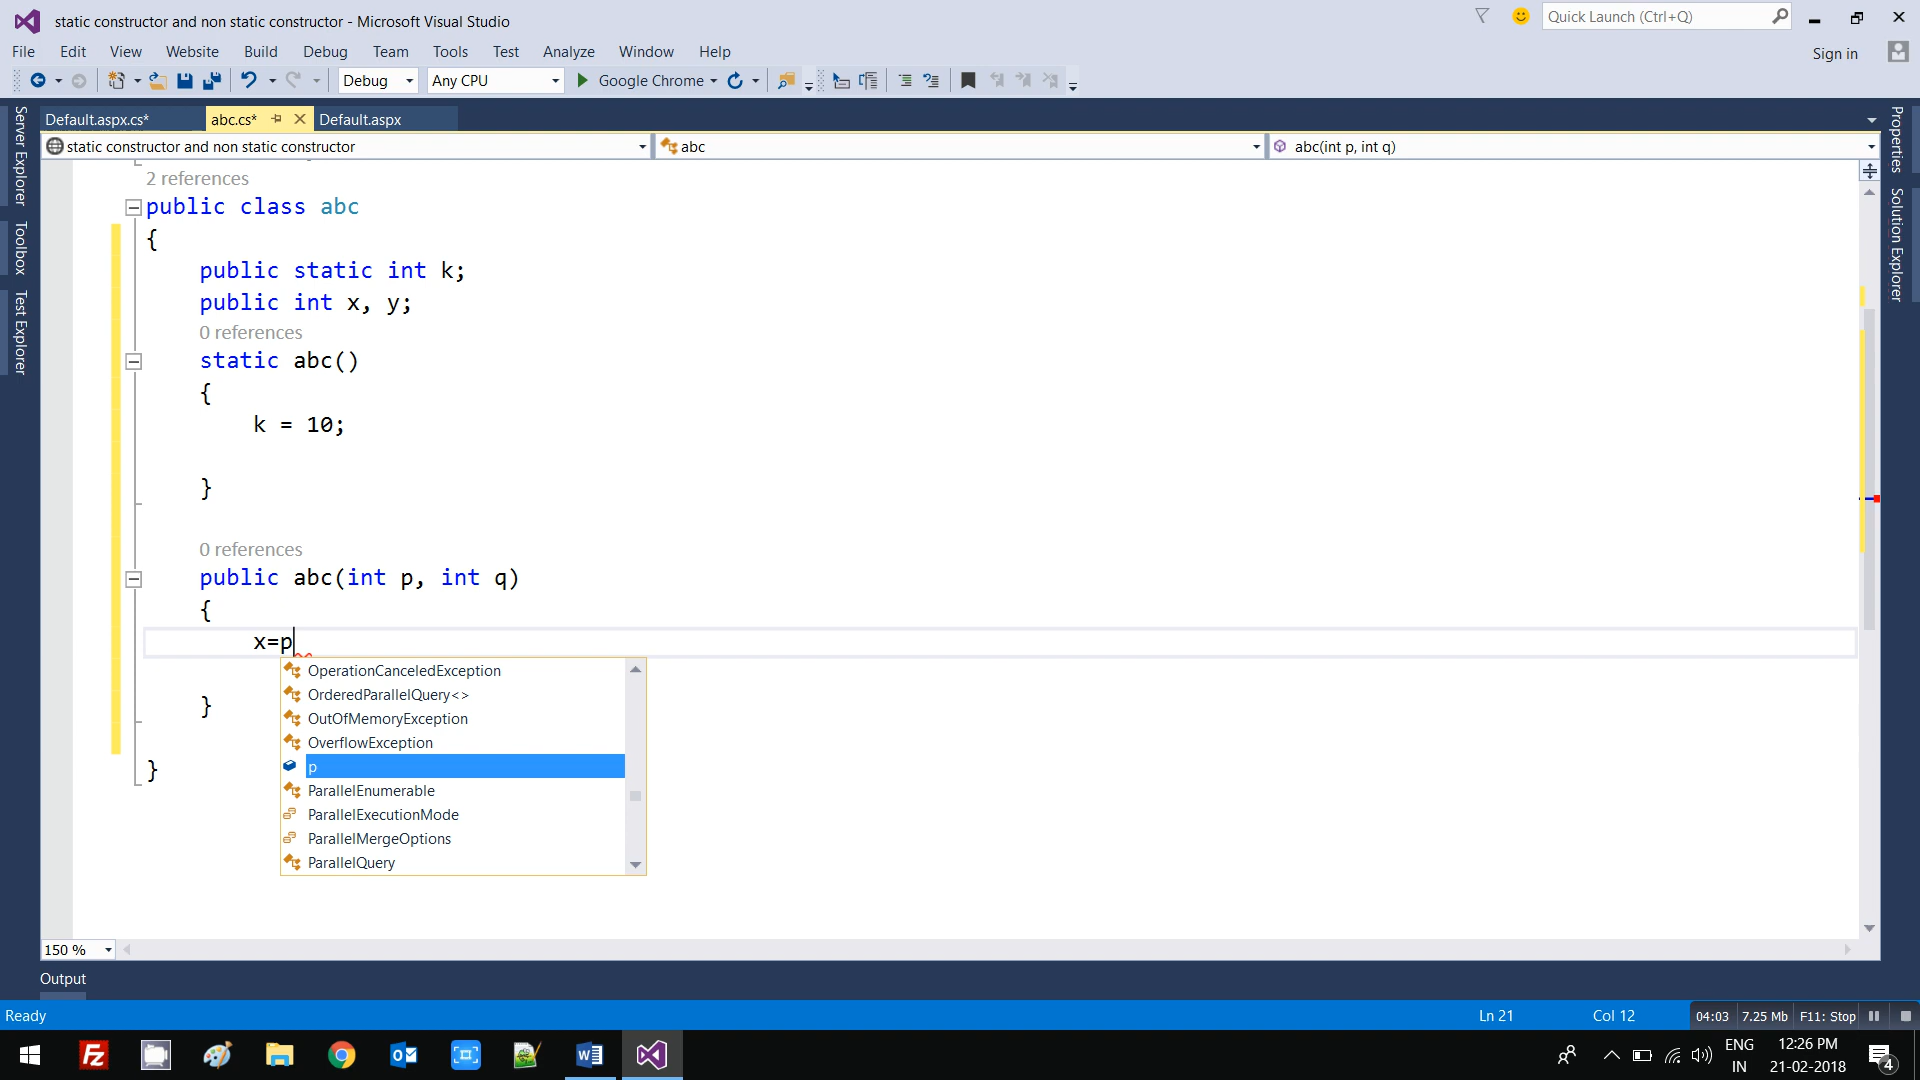 static constructor and non static constructor - Microsoft Visual Studio
Quick Launch (Ctrl+Q)
File Edit View Website Build Debug Team Tools Test Analyze Window Help
Sign in
Debug Any CPU Google Chrome
Default.aspx.cs* abc.cs* Default.aspx
static constructor and non static constructor abc abc(int p, int q)
Server Explorer
Toolbox
Test Explorer
Properties
Solution Explorer
2 references
public class abc
{
public static int k;
public int x, y;
0 references
static abc()
{
k = 10;
}
0 references
public abc(int p, int q)
{
x=p
OperationCanceledException
OrderedParallelQuery<>
OutOfMemoryException
OverflowException
p
ParallelEnumerable
ParallelExecutionMode
ParallelMergeOptions
ParallelQuery
}
}
150 %
Output
Ready Ln 21 Col 12
04:03 7.25 Mb F11: Stop
ENG 12:26 PM
IN 21-02-2018 4